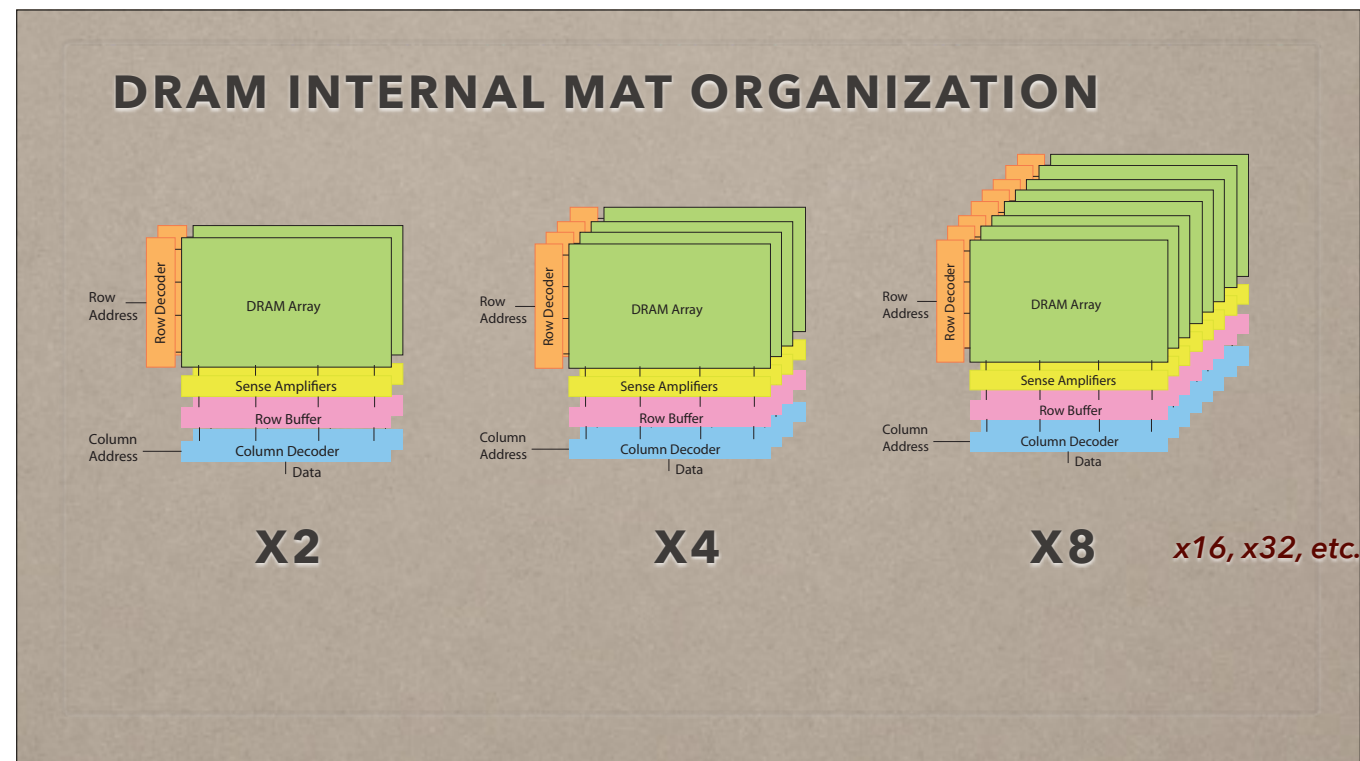 DRAM INTERNAL MAT ORGANIZATION
Row
Address
Row Decoder
DRAM Array
Sense Amplifiers
Row Buffer
Column
Address
Column Decoder
Data
X2
Row
Address
Row Decoder
DRAM Array
Sense Amplifiers
Row Buffer
Column
Address
Column Decoder
Data
X4
Row
Address
Row Decoder
DRAM Array
Sense Amplifiers
Row Buffer
Column
Address
Column Decoder
Data
X8
x16, x32, etc.